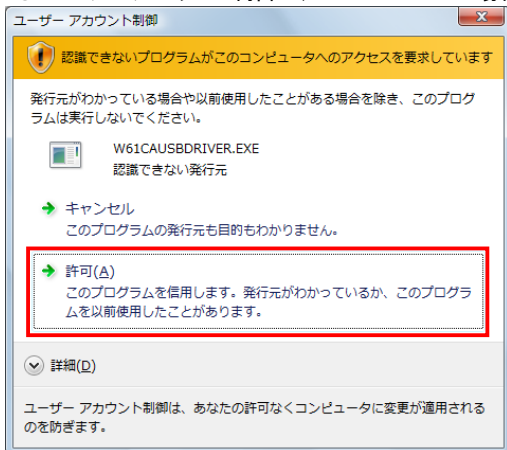 ユーザー アカウント制御
認識できないプログラムがこのコンピュータへのアクセスを要求しています
発行元がわかっている場合や以前使用したことがある場合を除き、このプログ
ラムは実行しないでください。
W61CAUSBDRIVER.EXE
認識できない発行元
キャンセル
このプログラムの発行元も目的もわかりません。
許可(A)
このプログラムを信用します。発行元がわかっているか、このプログラ
ムを以前使用したことがあります。
詳細(D)
ユーザー アカウント制御は、あなたの許可なくコンピュータに変更が適用される
のを防ぎます。